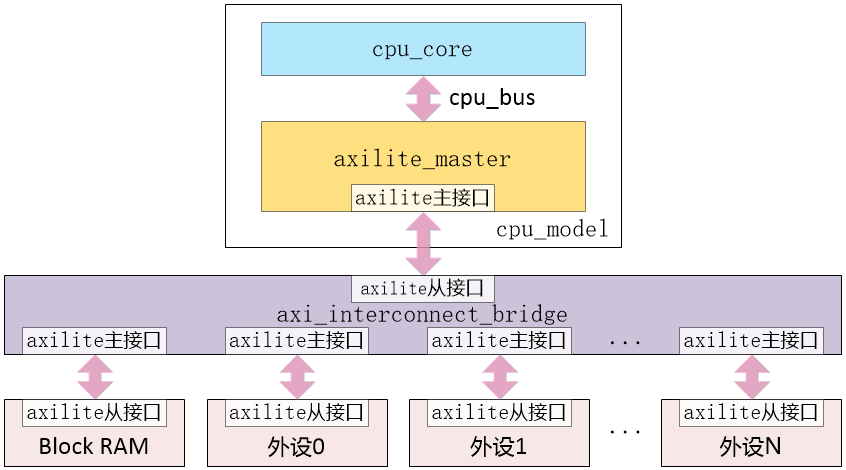 cpu_core
cpu_bus
axilite_master
axilite主接口
cpu_model
axilite从接口
axi_interconnect_bridge
axilite主接口 axilite主接口 axilite主接口 ... axilite主接口
axilite从接口 axilite从接口 axilite从接口 axilite从接口
Block RAM 外设0 外设1 ... 外设N